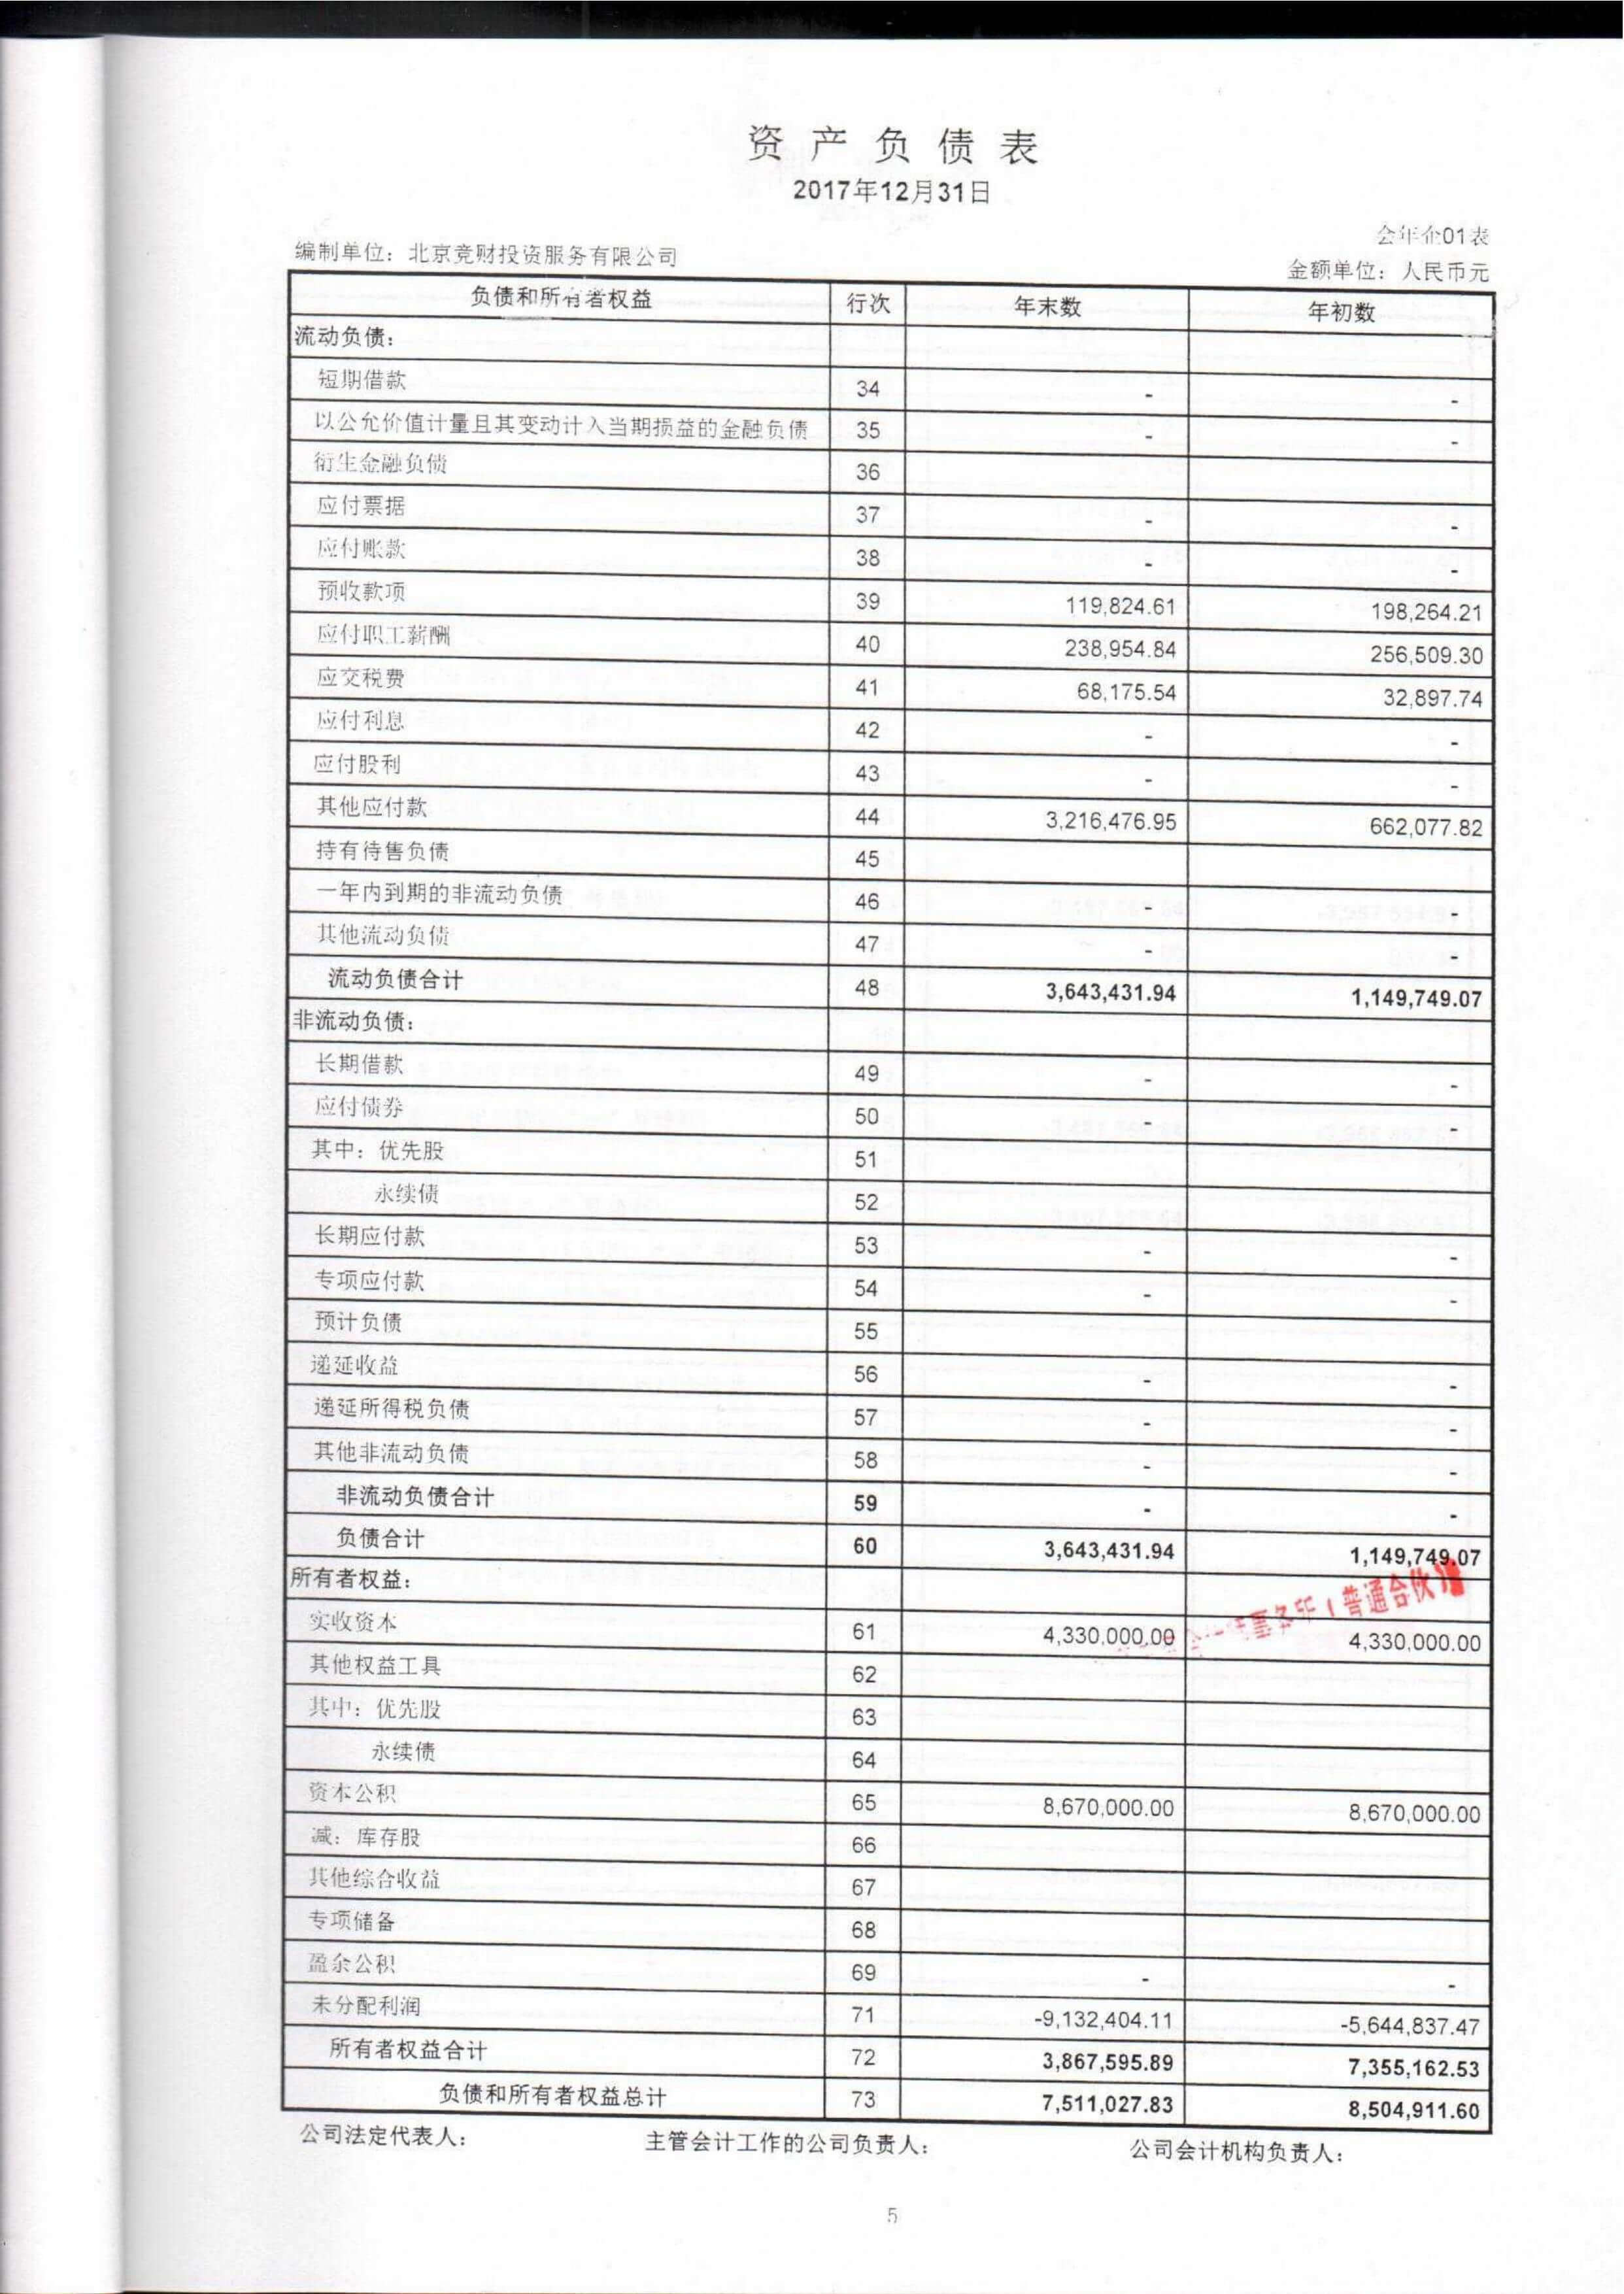 资产负债表
2017年12月31日
会年企01表
编制单位：北京竞财投资服务有限公司
金额单位：人民币元
负债和所有者权益 行次 年末数 年初数
流动负债：
短期借款 34 - -
以公允价值计量且其变动计入当期损益的金融负债 35 - -
衍生金融负债 36
应付票据 37 - -
应付账款 38 - -
预收款项 39 119,824.61 198,264.21
应付职工薪酬 40 238,954.84 256,509.30
应交税费 41 68,175.54 32,897.74
应付利息 42 - -
应付股利 43 - -
其他应付款 44 3,216,476.95 662,077.82
持有待售负债 45
一年内到期的非流动负债 46 - -
其他流动负债 47 - -
流动负债合计 48 3,643,431.94 1,149,749.07
非流动负债：
长期借款 49 - -
应付债券 50 - -
其中：优先股 51
永续债 52
长期应付款 53 - -
专项应付款 54 - -
预计负债 55
递延收益 56 - -
递延所得税负债 57 - -
其他非流动负债 58 - -
非流动负债合计 59 - -
负债合计 60 3,643,431.94 1,149,749.07
所有者权益：
事务所（普通合伙）
实收资本 61 4,330,000.00 4,330,000.00
其他权益工具 62
其中：优先股 63
永续债 64
资本公积 65 8,670,000.00 8,670,000.00
减：库存股 66
其他综合收益 67
专项储备 68
盈余公积 69 - -
未分配利润 71 -9,132,404.11 -5,644,837.47
所有者权益合计 72 3,867,595.89 7,355,162.53
负债和所有者权益总计 73 7,511,027.83 8,504,911.60
公司法定代表人： 主管会计工作的公司负责人： 公司会计机构负责人：
5